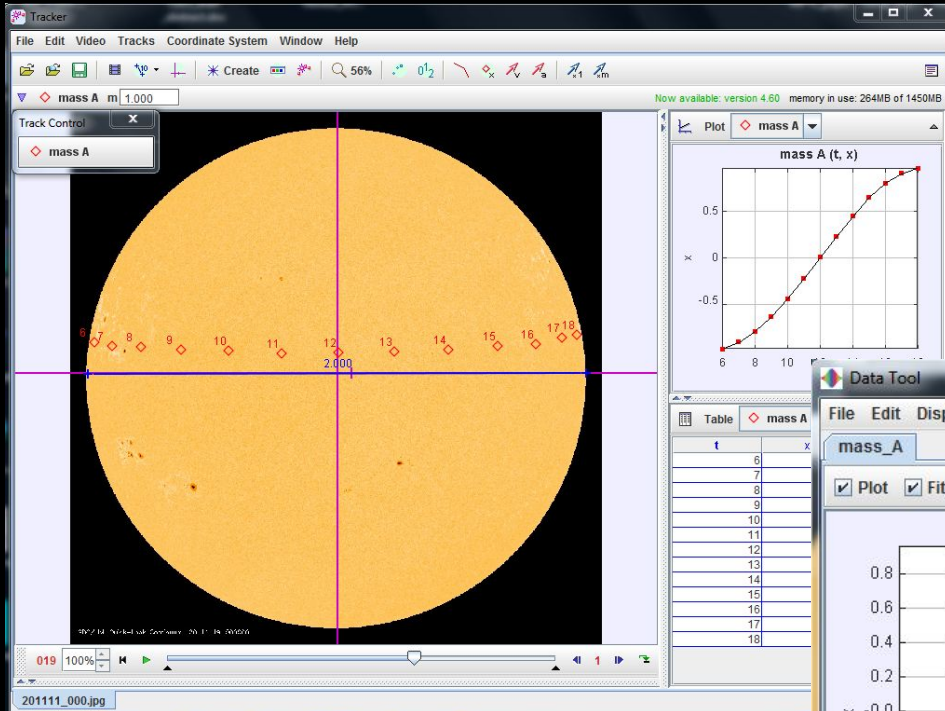 Tracker
File Edit Video Tracks Coordinate System Window Help
Create 56%
mass A m 1.000
Now available: version 4.60 memory in use: 264MB of 1450MB
Track Control x
mass A
6 7 8 9 10 11 12 13 14 15 16 17 18
2.000
019 100% 1
201111_000.jpg
Plot mass A
mass A (t, x)
0.5
x 0
-0.5
6 8 10
Table mass A
t x
6
7
8
9
10
11
12
13
14
15
16
17
18
Data Tool
File Edit Disp
mass_A
Plot Fit
0.8
0.6
0.4
0.2
0.0